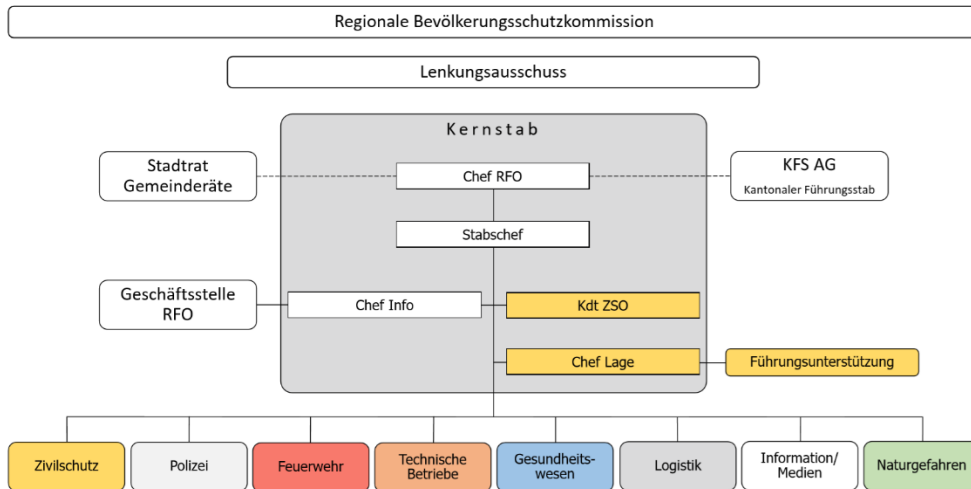 Regionale Bevölkerungsschutzkommission
Lenkungsausschuss
Kernstab
Stadtrat
Gemeinderäte
Chef RFO
KFS AG
Kantonaler Führungsstab
Stabschef
Geschäftsstelle
RFO
Chef Info
Kdt ZSO
Chef Lage
Führungsunterstützung
Zivilschutz
Polizei
Feuerwehr
Technische
Betriebe
Gesundheits-
wesen
Logistik
Information/
Medien
Naturgefahren